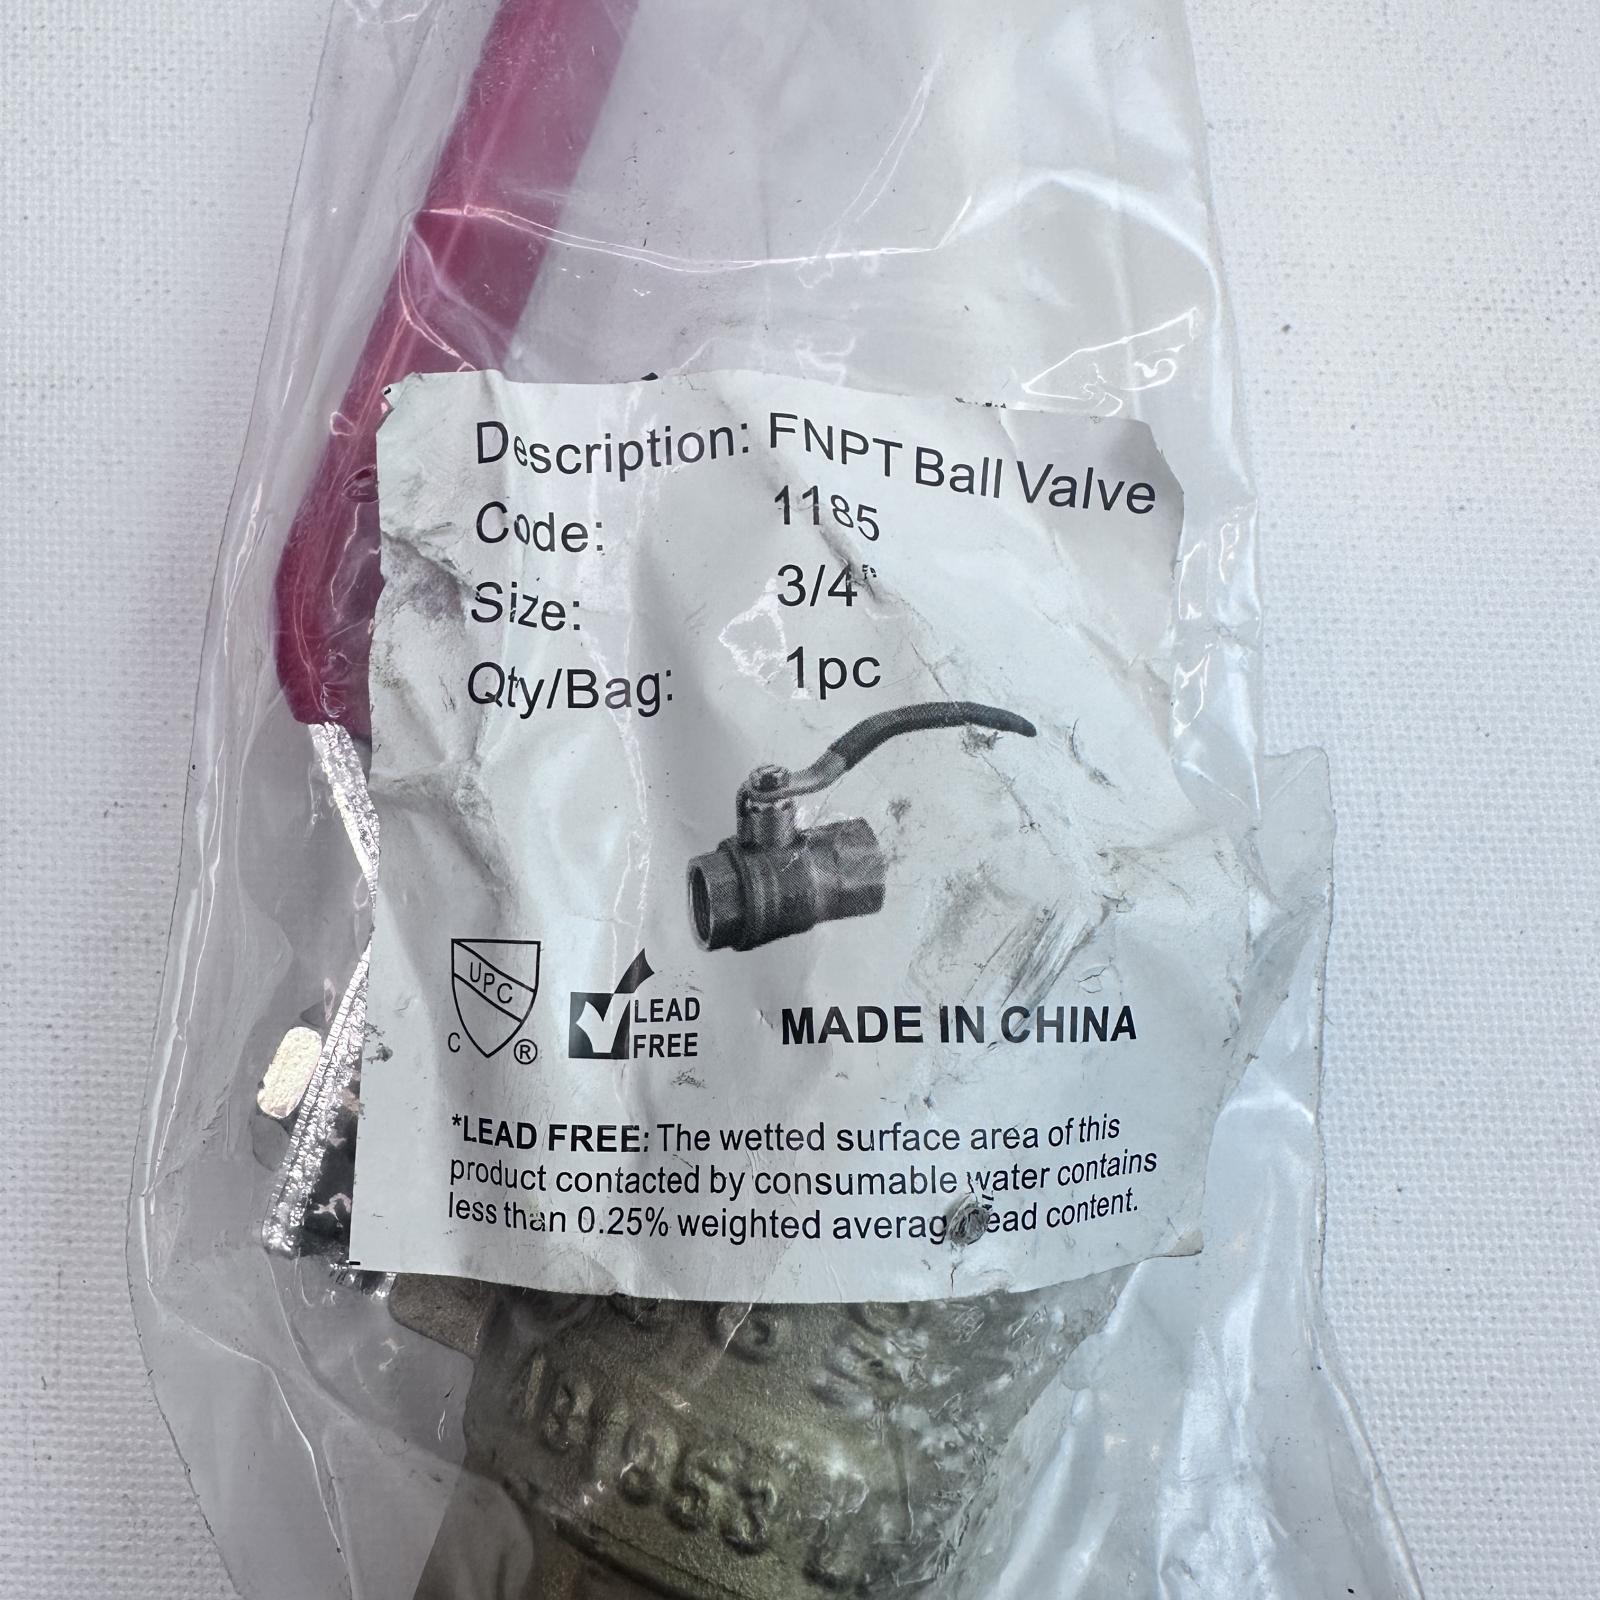 Description: FNPT Ball Valve
Code: 1185
Size: 3/4"
Qty/Bag: 1pc
UPC
C ®
LEAD
FREE
MADE IN CHINA
*LEAD FREE: The wetted surface area of this
product contacted by consumable water contains
less than 0.25% weighted average lead content.